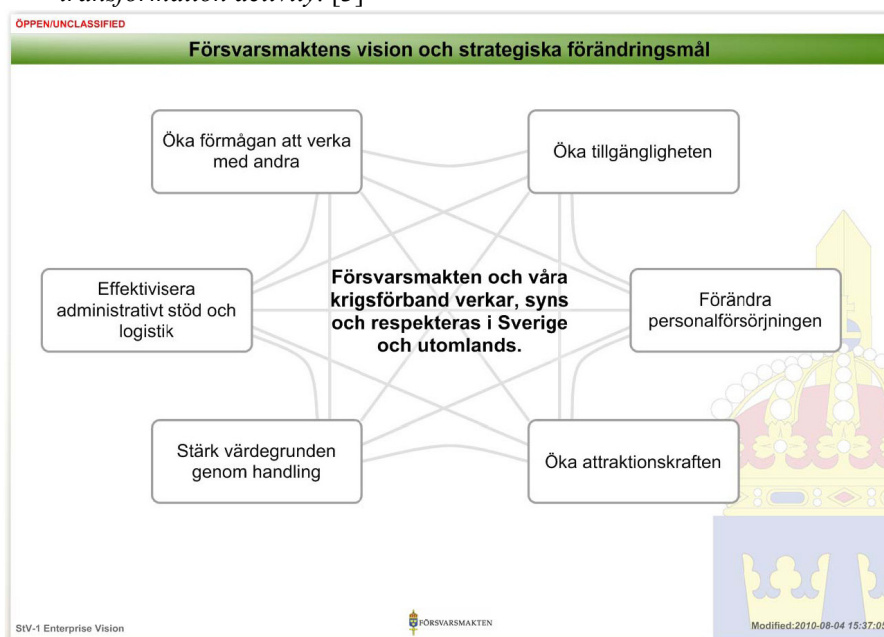 transformation activity. [5]
ÖPPEN/UNCLASSIFIED
Försvarsmaktens vision och strategiska förändringsmål
Öka förmågan att verka
med andra
Öka tillgängligheten
Effektivisera
administrativt stöd och
logistik
Försvarsmakten och våra
krigsförband verkar, syns
och respekteras i Sverige
och utomlands.
Förändra
personalförsörjningen
Stärk värdegrunden
genom handling
Öka attraktionskraften
StV-1 Enterprise Vision
FÖRSVARSMAKTEN
Modified:2010-08-04 15:37:05